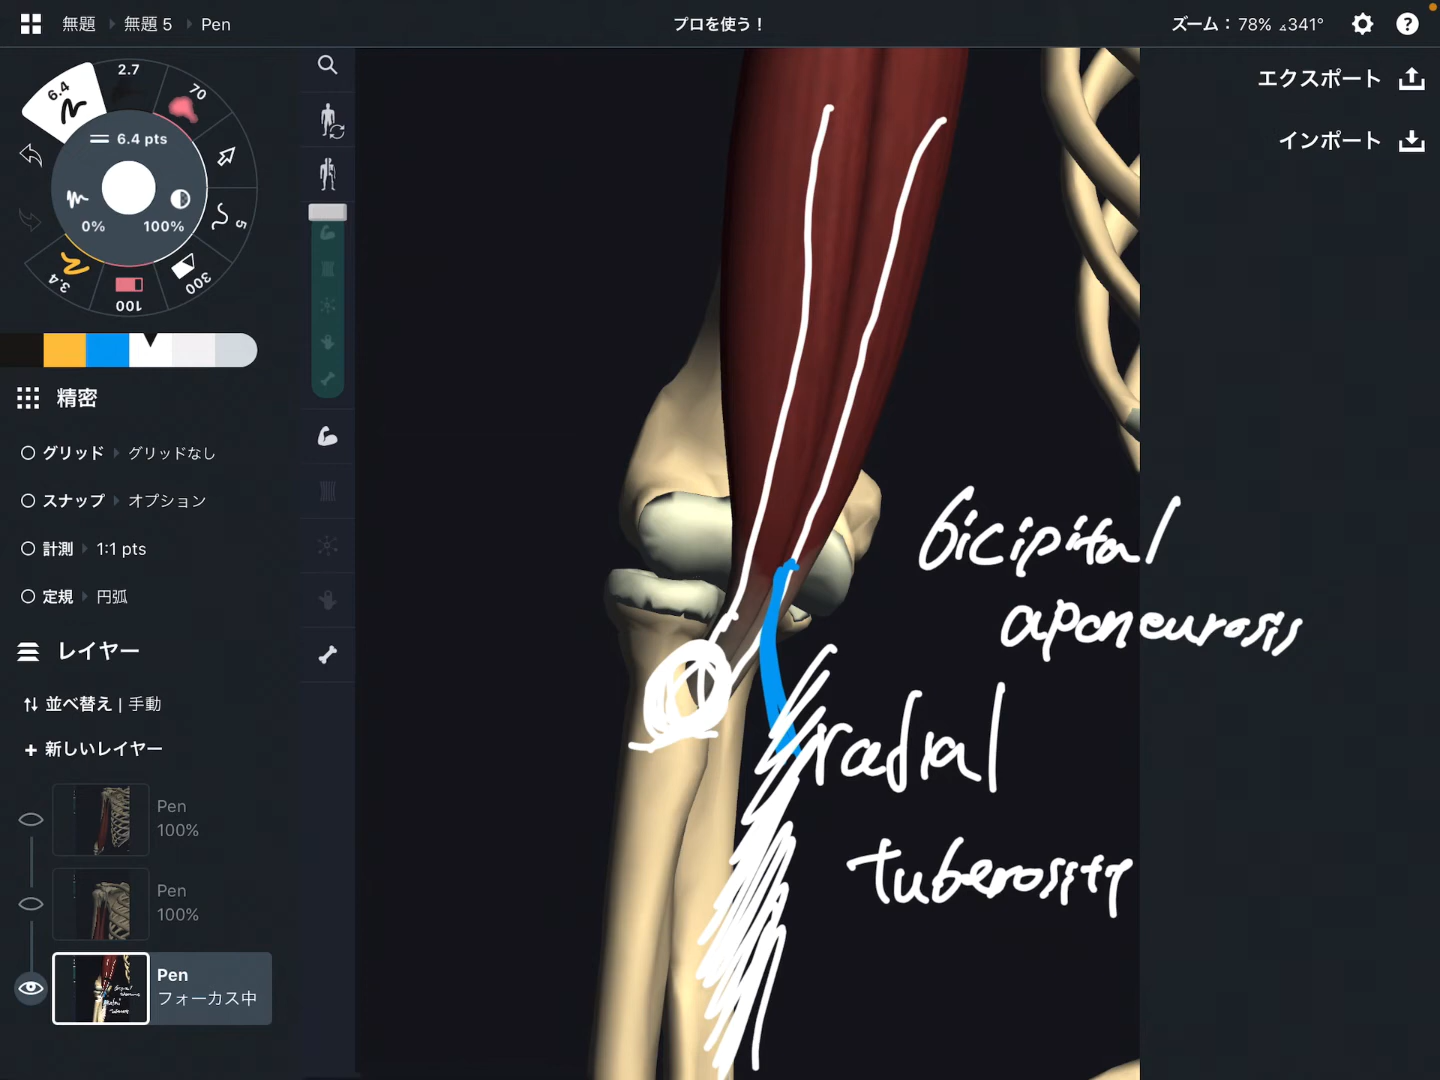 無題 無題 5 Pen
プロを使う！
ズーム： 78% ⊿341°
エクスポート
インポート
6.4
2.7
70
5
300
100
3.4
6.4 pts
0% 100%
精密
グリッド グリッドなし
スナップ オプション
計測 1:1 pts
定規 円弧
レイヤー
並べ替え | 手動
+ 新しいレイヤー
Pen
100%
Pen
100%
Pen
フォーカス中
bicipital
aponeurosis
radial
tuberosity